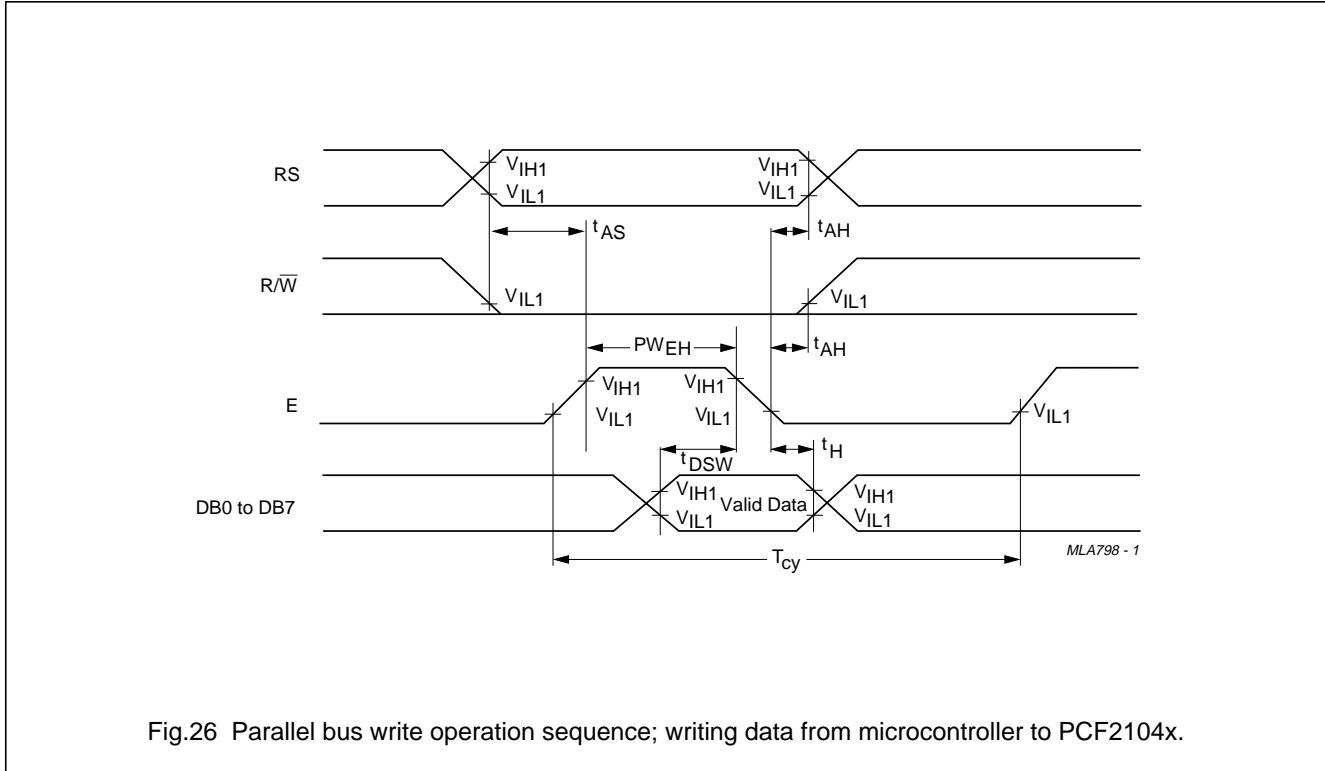 RS
VIH1
VIL1
VIH1
VIL1
tAS
tAH
R/W̅
VIL1
VIL1
PWEH
tAH
E
VIH1
VIH1
VIL1
VIL1
VIL1
tDSW
tH
DB0 to DB7
VIH1
Valid Data
VIH1
VIL1
VIL1
Tcy
MLA798 - 1
Fig.26 Parallel bus write operation sequence; writing data from microcontroller to PCF2104x.